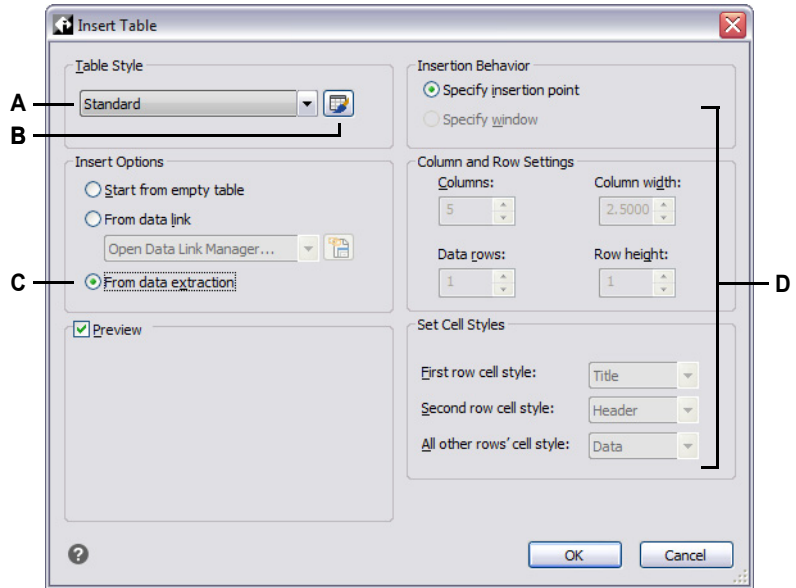 Insert Table
Table Style
Standard
A
B
Insert Options
Start from empty table
From data link
Open Data Link Manager...
C
From data extraction
Preview
Insertion Behavior
Specify insertion point
Specify window
Column and Row Settings
Columns: Column width:
5 2.5000
Data rows: Row height:
1 1
D
Set Cell Styles
First row cell style: Title
Second row cell style: Header
All other rows' cell style: Data
OK Cancel